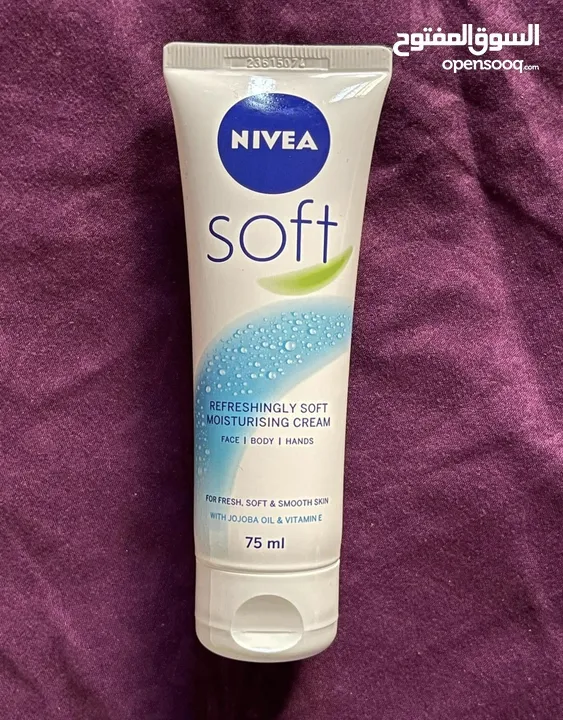 السوق المفتوح
opensooq.com
23615074
NIVEA
soft
REFRESHINGLY SOFT
MOISTURISING CREAM
FACE | BODY | HANDS
FOR FRESH, SOFT & SMOOTH SKIN
WITH JOJOBA OIL & VITAMIN E
75 ml